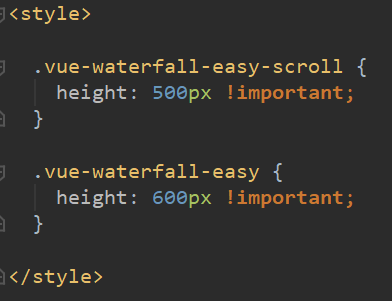 <style>
.vue-waterfall-easy-scroll {
height: 500px !important;
}
.vue-waterfall-easy {
height: 600px !important;
}
</style>